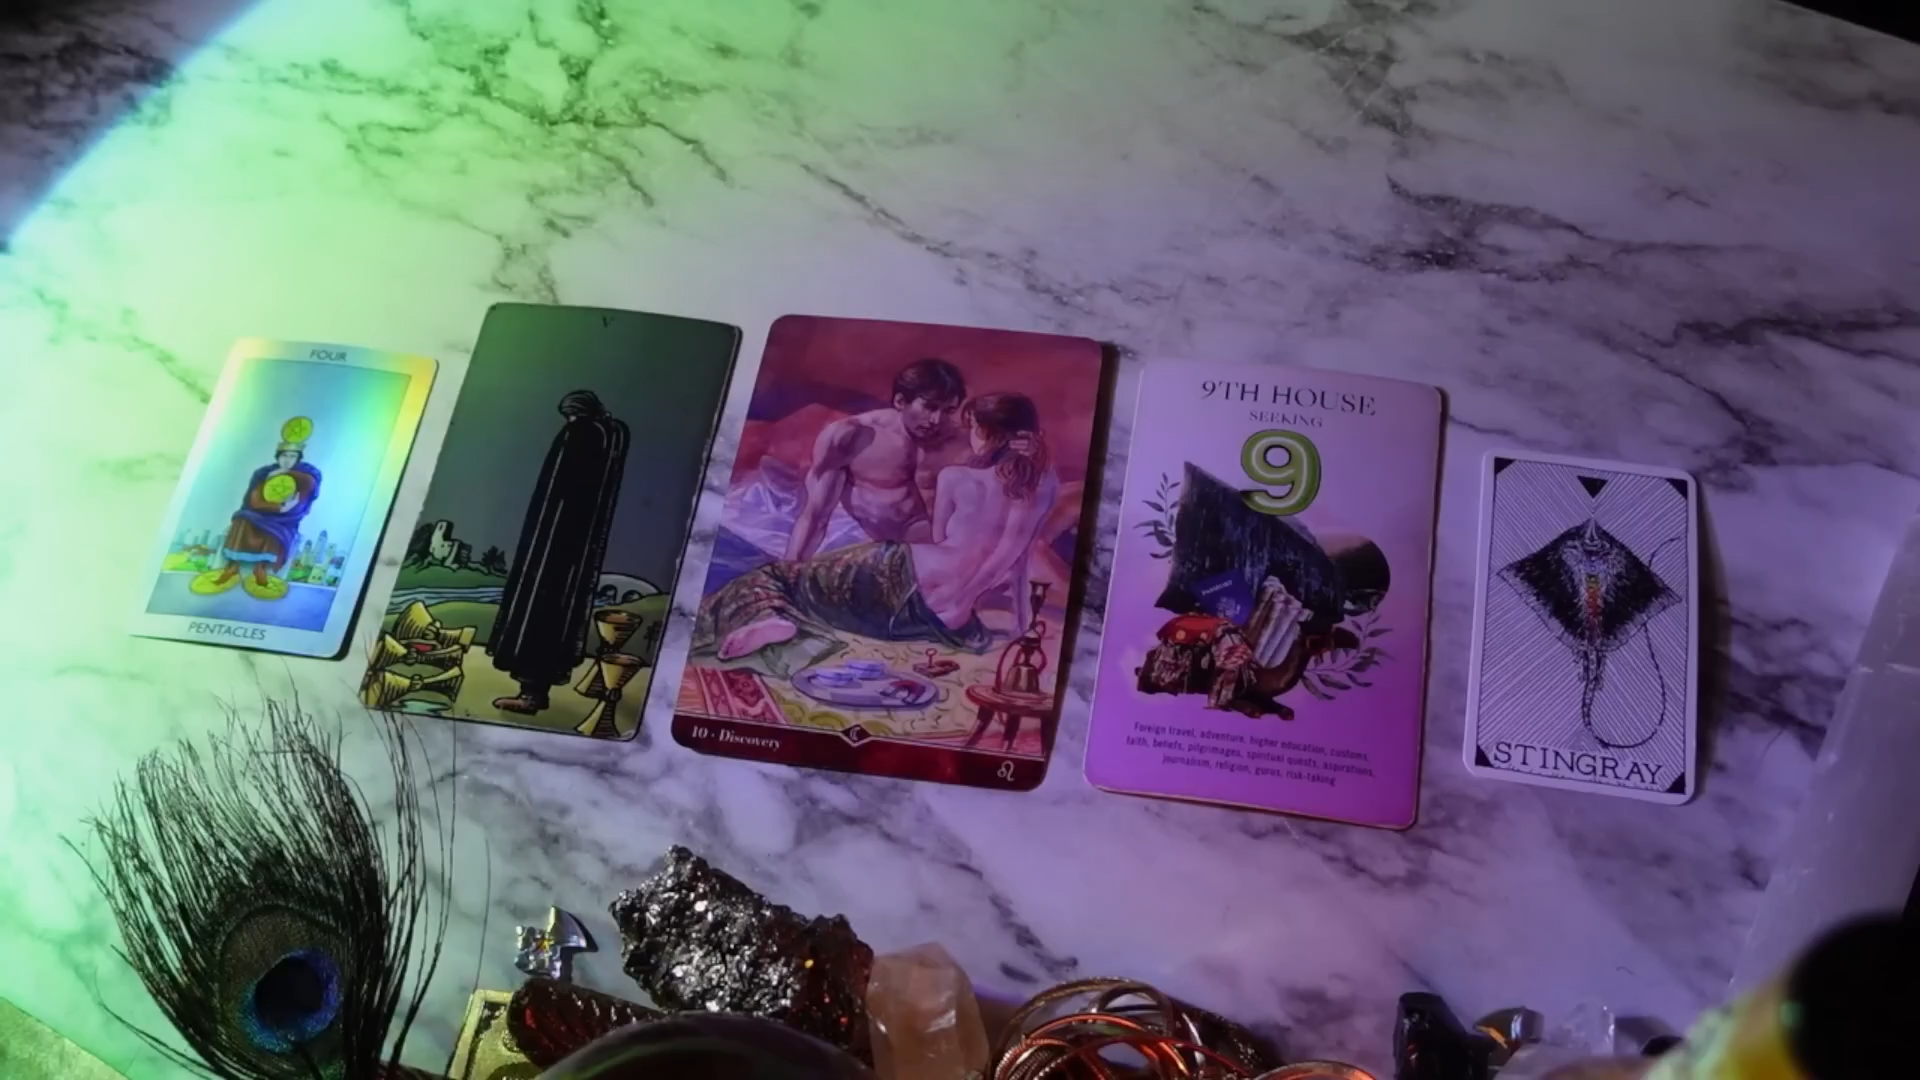 FOUR
PENTACLES
V
10 · Discovery
9TH HOUSE
SEEKING
9
PASSPORT
Foreign travel, adventure, higher education, customs,
faith, beliefs, pilgrimages, spiritual quests, aspirations,
journalism, religion, gurus, risk-taking
STINGRAY